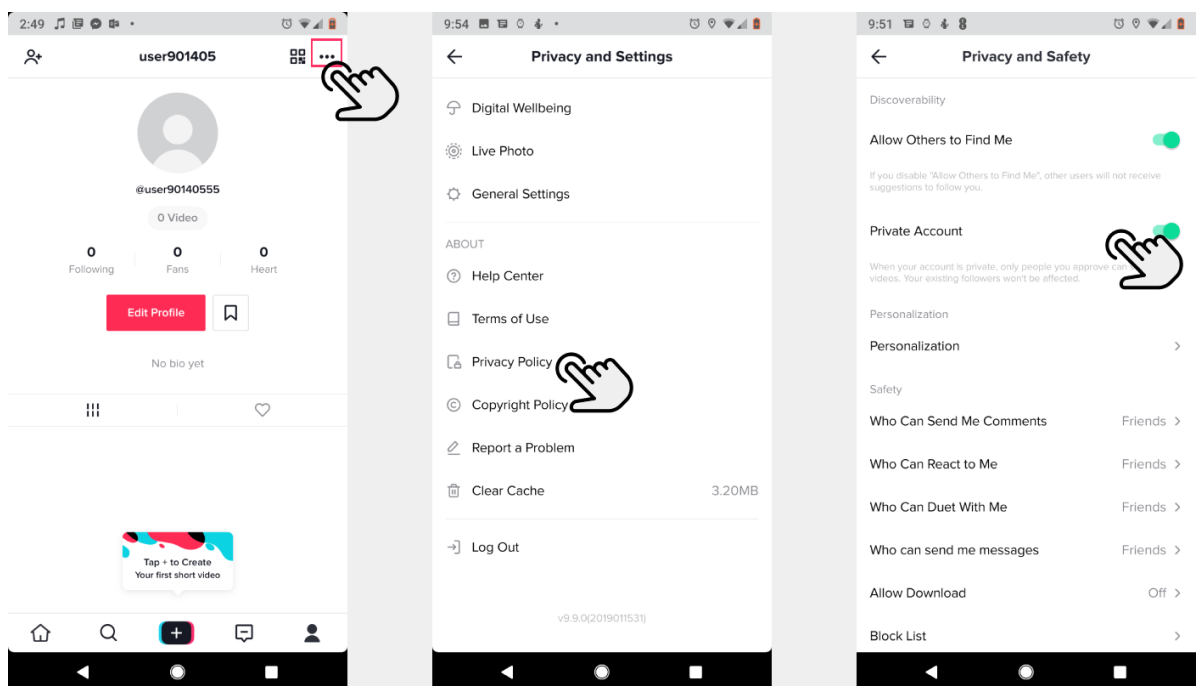 2:49
user901405
@user90140555
0 Video
0 0 0
Following Fans Heart
Edit Profile
No bio yet
Tap + to Create
Your first short video
9:54
Privacy and Settings
Digital Wellbeing
Live Photo
General Settings
ABOUT
Help Center
Terms of Use
Privacy Policy
Copyright Policy
Report a Problem
Clear Cache 3.20MB
Log Out
v9.9.0(2019011531)
9:51
Privacy and Safety
Discoverability
Allow Others to Find Me
If you disable "Allow Others to Find Me", other users will not receive
suggestions to follow you.
Private Account
When your account is private, only people you approve can
videos. Your existing followers won't be affected.
Personalization
Personalization
Safety
Who Can Send Me Comments Friends
Who Can React to Me Friends
Who Can Duet With Me Friends
Who can send me messages Friends
Allow Download Off
Block List